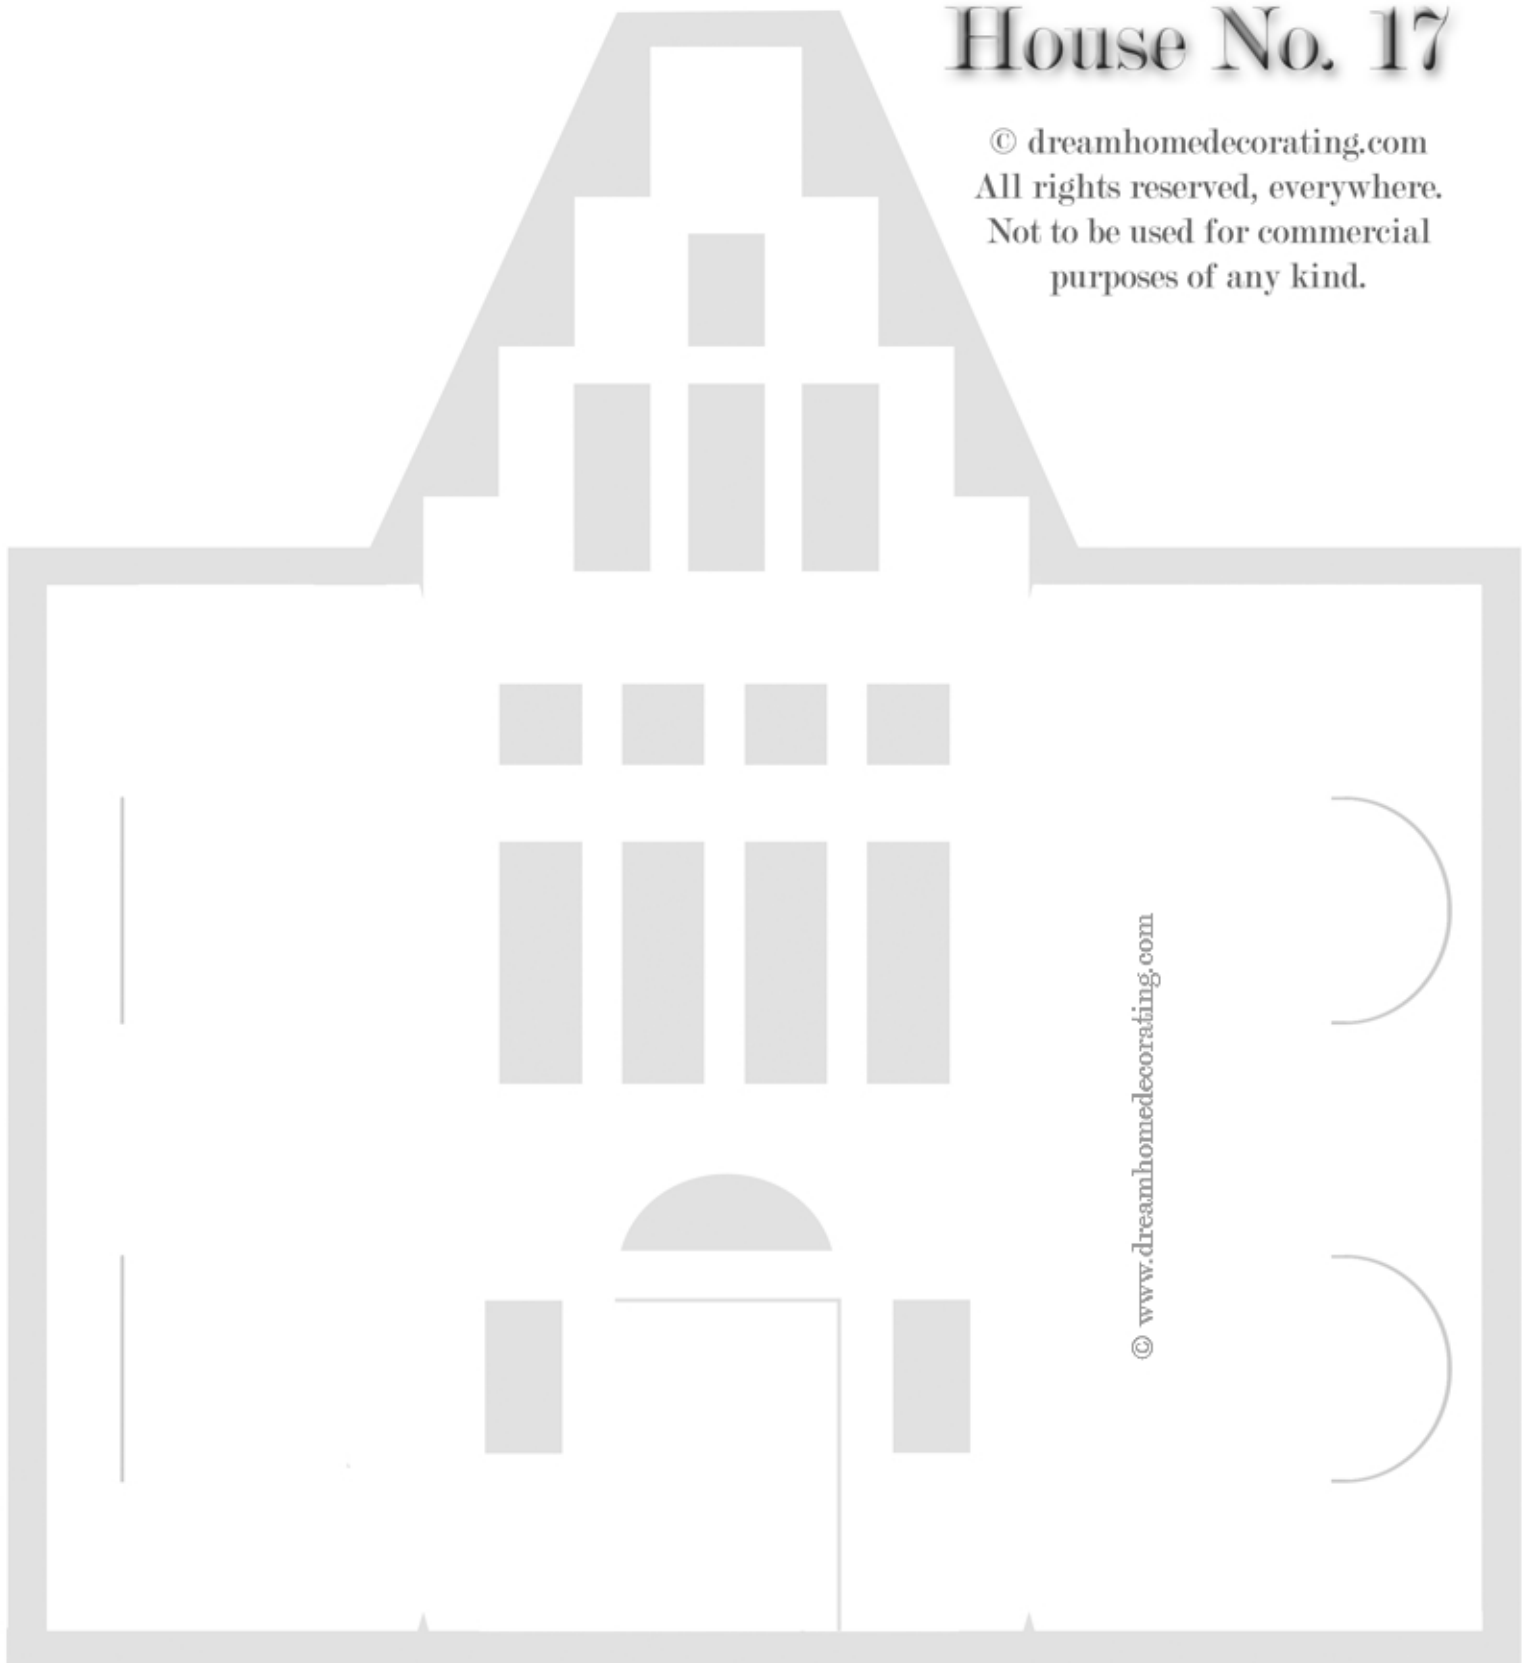 House No. 17
© dreamhomedecorating.com
All rights reserved, everywhere.
Not to be used for commercial
purposes of any kind.
© www.dreamhomedecorating.com